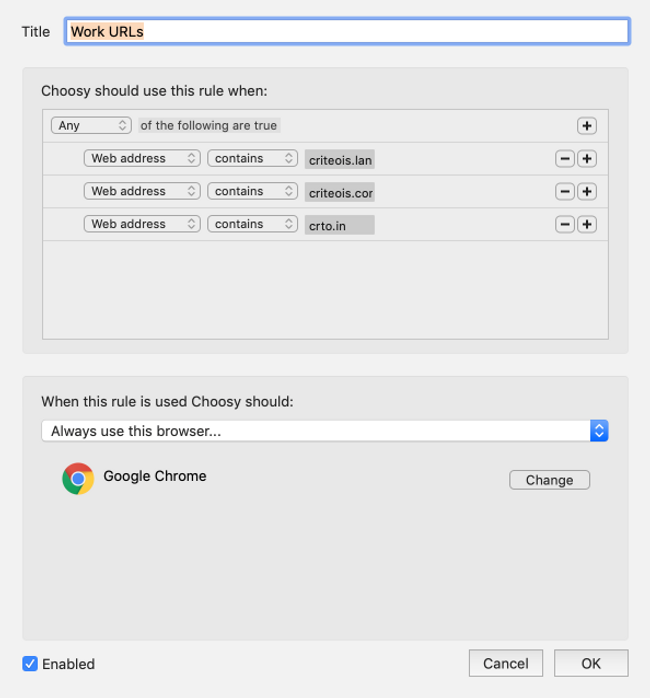 Title Work URLs
Choosy should use this rule when:
Any of the following are true +
Web address contains criteois.lan − +
Web address contains criteois.cor − +
Web address contains crto.in − +
When this rule is used Choosy should:
Always use this browser...
Google Chrome Change
Enabled Cancel OK